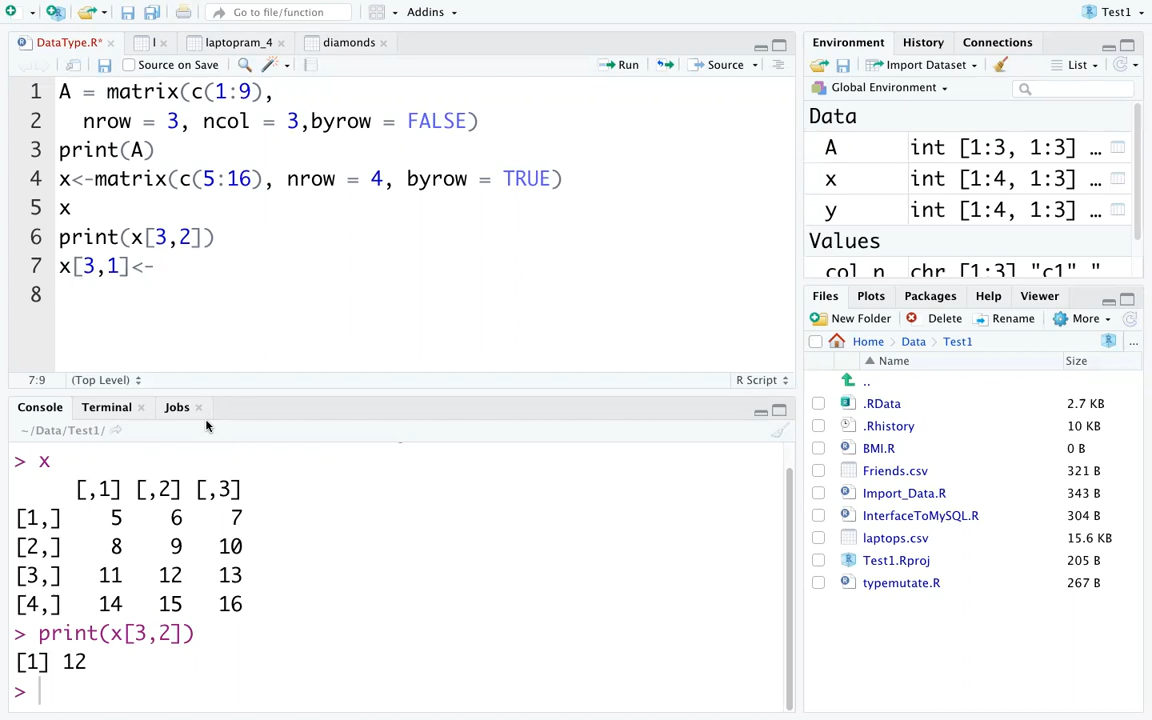 Go to file/function
Addins
Test1
DataType.R*
l
laptopram_4
diamonds
Source on Save
Run
Source
1 A = matrix(c(1:9),
2 nrow = 3, ncol = 3,byrow = FALSE)
3 print(A)
4 x<-matrix(c(5:16), nrow = 4, byrow = TRUE)
5 x
6 print(x[3,2])
7 x[3,1]<-
8
7:9 (Top Level) R Script
Console Terminal Jobs
~/Data/Test1/
> x
[,1] [,2] [,3]
[1,] 5 6 7
[2,] 8 9 10
[3,] 11 12 13
[4,] 14 15 16
> print(x[3,2])
[1] 12
>
Environment History Connections
Import Dataset List
Global Environment
Data
A int [1:3, 1:3] …
x int [1:4, 1:3] …
y int [1:4, 1:3] …
Values
col_n chr [1:3] "c1" "
Files Plots Packages Help Viewer
New Folder Delete Rename More
Home Data Test1 ...
Name Size
..
.RData 2.7 KB
.Rhistory 10 KB
BMI.R 0 B
Friends.csv 321 B
Import_Data.R 343 B
InterfaceToMySQL.R 304 B
laptops.csv 15.6 KB
Test1.Rproj 205 B
typemutate.R 267 B